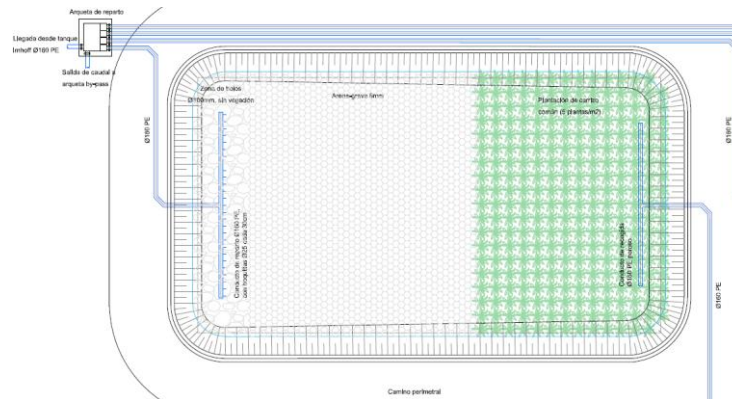 Arqueta de reparto
Llegada desde tanque
Imhoff Ø160 PE
Salida de caudal a
arqueta by-pass
Ø160 PE
Zona de bolos
Ø100mm, sin vegetación
Arena-grava 6mm
Plantación de carrizo
común (5 plantas/m2)
Conducto de reparto Ø160 PE,
con boquillas Ø25 cada 30cm
Conducto de recogida
Ø160 PE
Ø160 PE
Ø160 PE
Camino perimetral